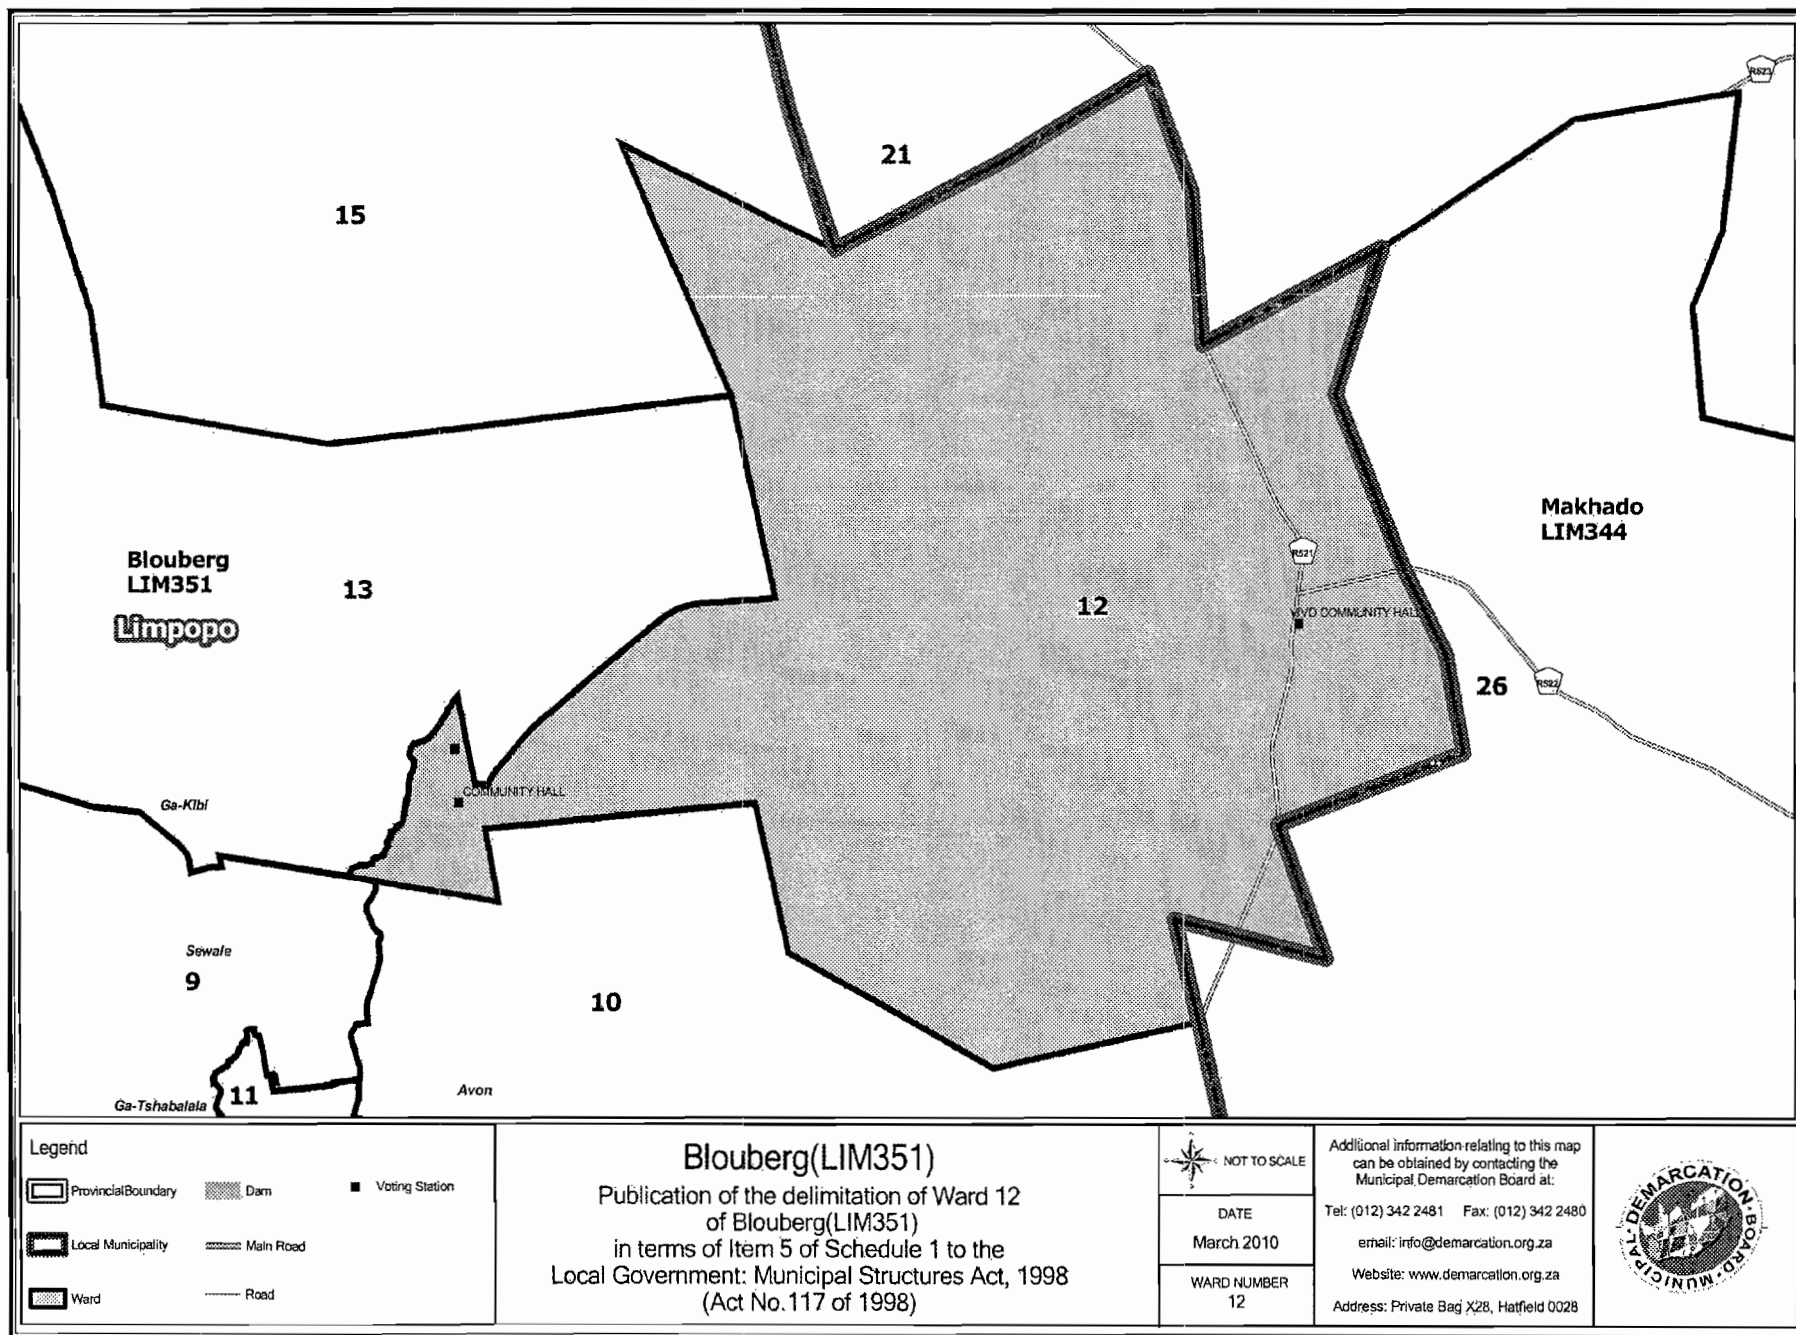 R523
21
15
Makhado
LIM344
Blouberg
LIM351
13
Limpopo
R521
12
COMMUNITY HALL
26
R522
COMMUNITY HALL
Ga-Kibi
Sewale
9
10
11
Ga-Tshabalala
Avon
Legend
Provincial Boundary
Dam
Voting Station
Local Municipality
Main Road
Ward
Road
Blouberg(LIM351)
Publication of the delimitation of Ward 12
of Blouberg(LIM351)
in terms of Item 5 of Schedule 1 to the
Local Government: Municipal Structures Act, 1998
(Act No.117 of 1998)
NOT TO SCALE
DATE
March 2010
WARD NUMBER
12
Additional information relating to this map
can be obtained by contacting the
Municipal Demarcation Board at:
Tel: (012) 342 2481 Fax: (012) 342 2480
email: info@demarcation.org.za
Website: www.demarcation.org.za
Address: Private Bag X28, Hatfield 0028
MUNICIPAL DEMARCATION BOARD